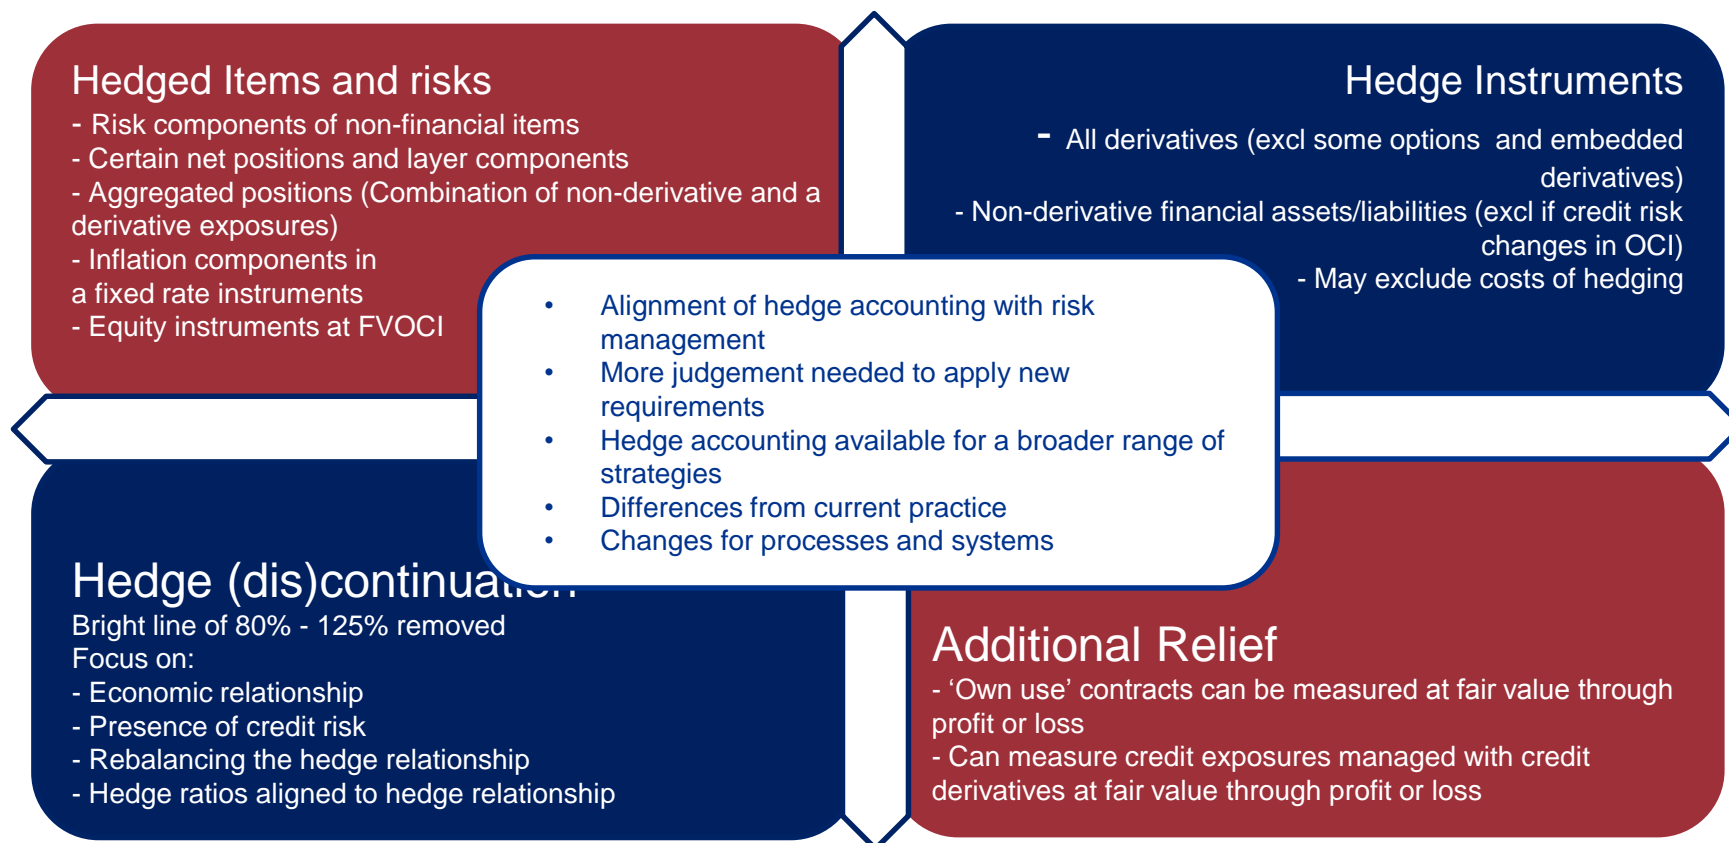 Hedged Items and risks
- Risk components of non-financial items
- Certain net positions and layer components
- Aggregated positions (Combination of non-derivative and a
derivative exposures)
- Inflation components in
a fixed rate instruments
- Equity instruments at FVOCI
Hedge Instruments
- All derivatives (excl some options and embedded
derivatives)
- Non-derivative financial assets/liabilities (excl if credit risk
changes in OCI)
- May exclude costs of hedging
• Alignment of hedge accounting with risk
management
• More judgement needed to apply new
requirements
• Hedge accounting available for a broader range of
strategies
• Differences from current practice
• Changes for processes and systems
Hedge (dis)continuation
Bright line of 80% - 125% removed
Focus on:
- Economic relationship
- Presence of credit risk
- Rebalancing the hedge relationship
- Hedge ratios aligned to hedge relationship
Additional Relief
- ‘Own use’ contracts can be measured at fair value through
profit or loss
- Can measure credit exposures managed with credit
derivatives at fair value through profit or loss